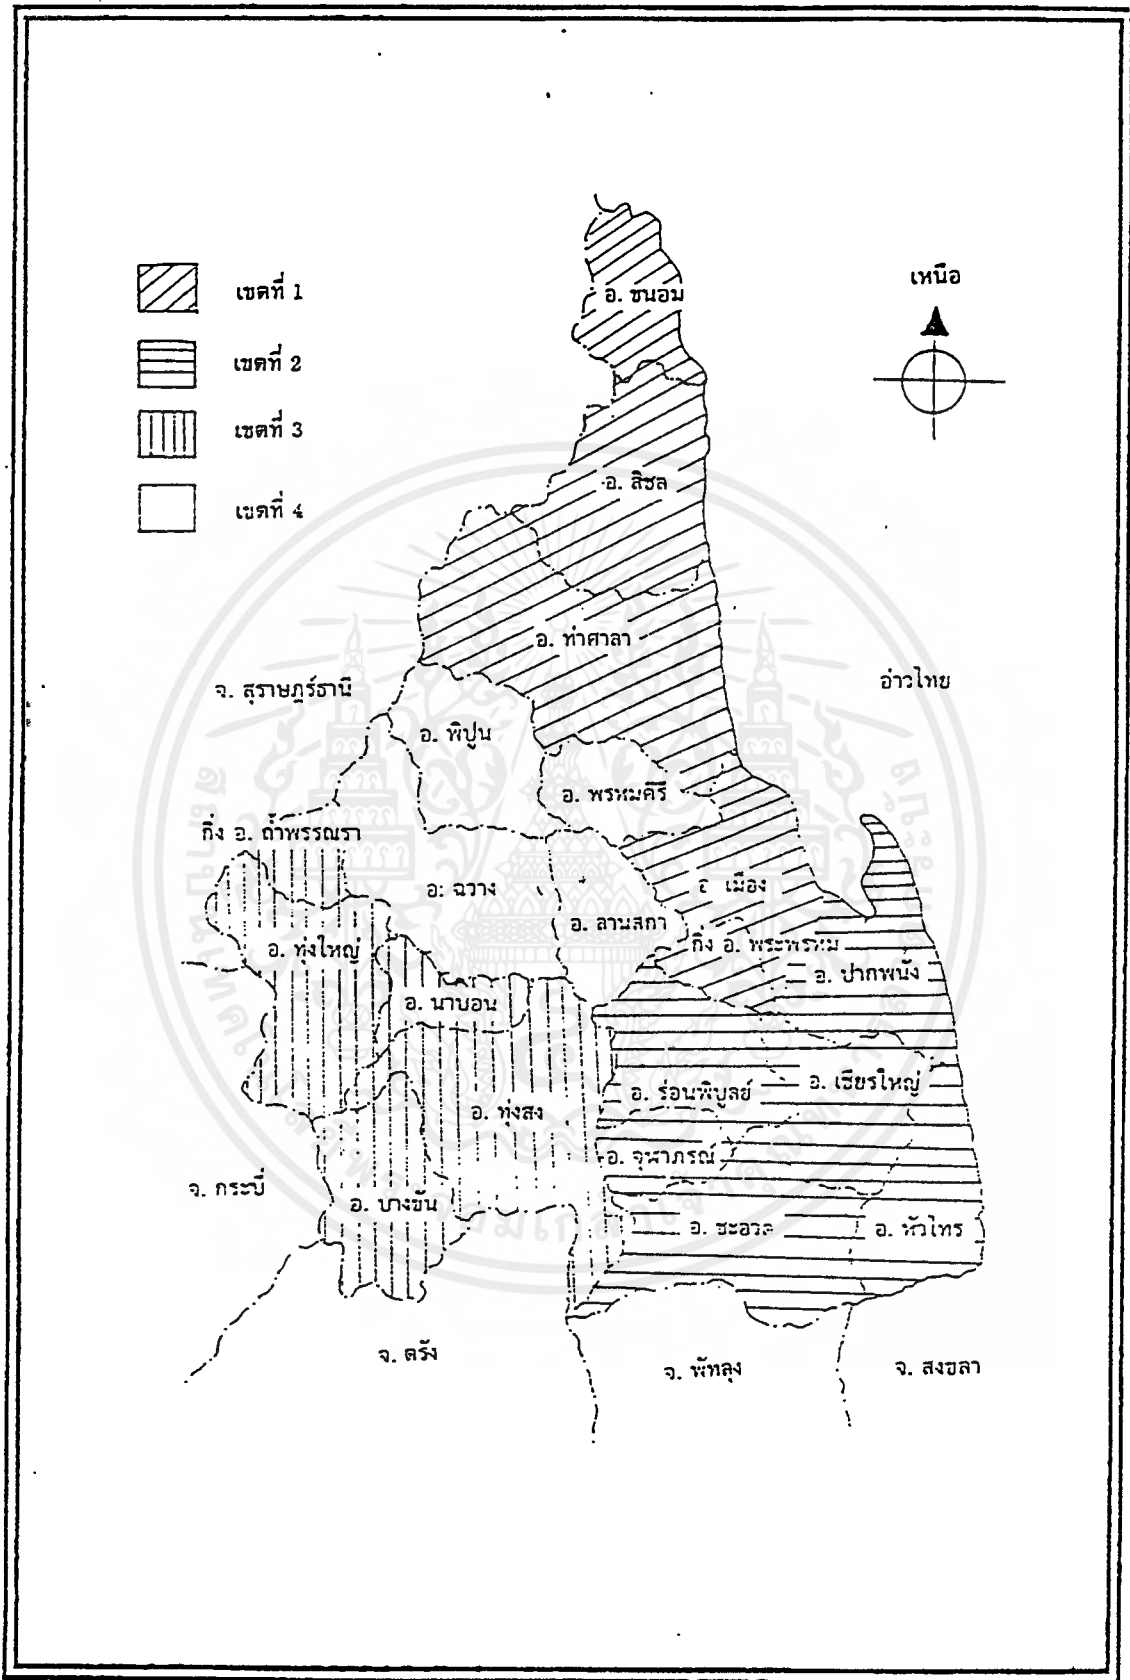 เหนือ
เขตที่ 1
เขตที่ 2
เขตที่ 3
เขตที่ 4
อ. ขนอม
อ. สิชล
อ. ท่าศาลา
จ. สุราษฎร์ธานี
อ่าวไทย
อ. พิปูน
อ. พรหมคีรี
กิ่ง อ. ถ้ำพรรณรา
อ. ฉวาง
อ. เมือง
อ. ลานสกา
กิ่ง อ. พระพรหม
อ. ทุ่งใหญ่
อ. ปากพนัง
อ. นาบอน
อ. ร่อนพิบูลย์
อ. เชียรใหญ่
อ. ทุ่งสง
อ. จุฬาภรณ์
จ. กระบี่
อ. บางขัน
อ. ชะอวด
อ. หัวไทร
จ. ตรัง
จ. พัทลุง
จ. สงขลา